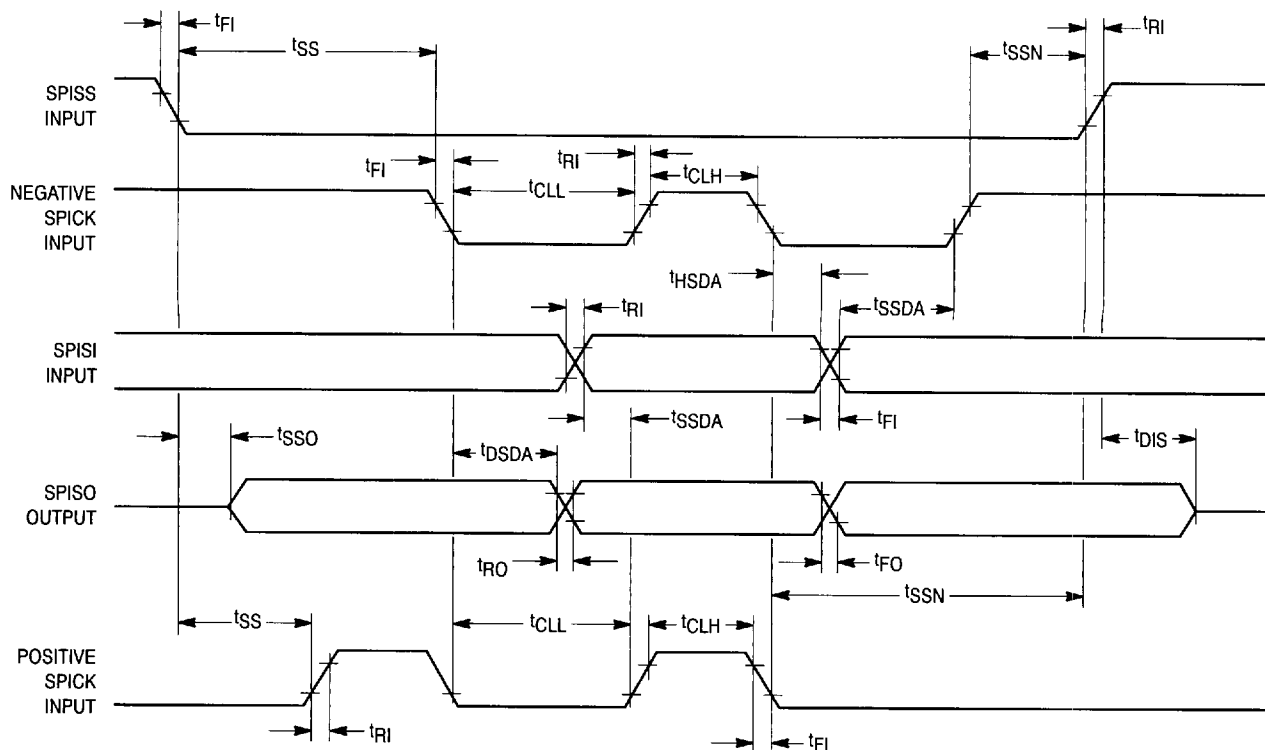 tFI
tSS
tSSN
tRI
SPISS
INPUT
tFI
tRI
tCLL
tCLH
NEGATIVE
SPICK
INPUT
tHSDA
tSSDA
tRI
SPISI
INPUT
tSSO
tDSDA
tSSDA
tFI
tDIS
SPISO
OUTPUT
tRO
tFO
tSSN
tSS
tCLL
tCLH
POSITIVE
SPICK
INPUT
tRI
tFI